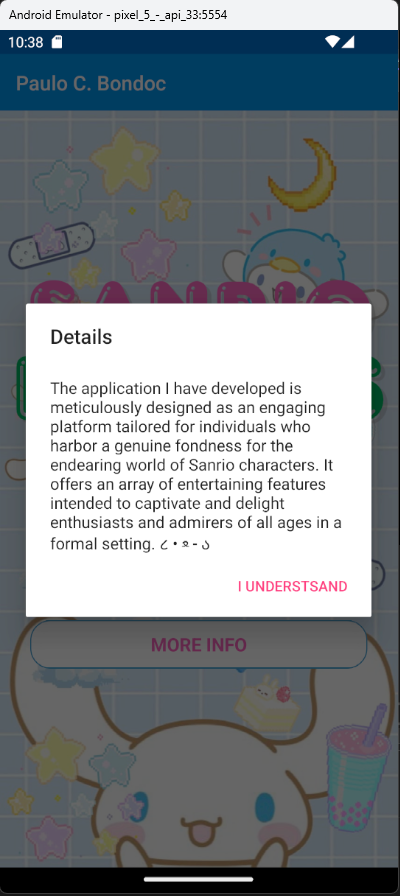 Android Emulator - pixel_5_-_api_33:5554
10:38
Paulo C. Bondoc
SANRIO
Details
The application I have developed is
meticulously designed as an engaging
platform tailored for individuals who
harbor a genuine fondness for the
endearing world of Sanrio characters. It
offers an array of entertaining features
intended to captivate and delight
enthusiasts and admirers of all ages in a
formal setting. ૮ • ﻌ - ა
I UNDERSTSAND
MORE INFO